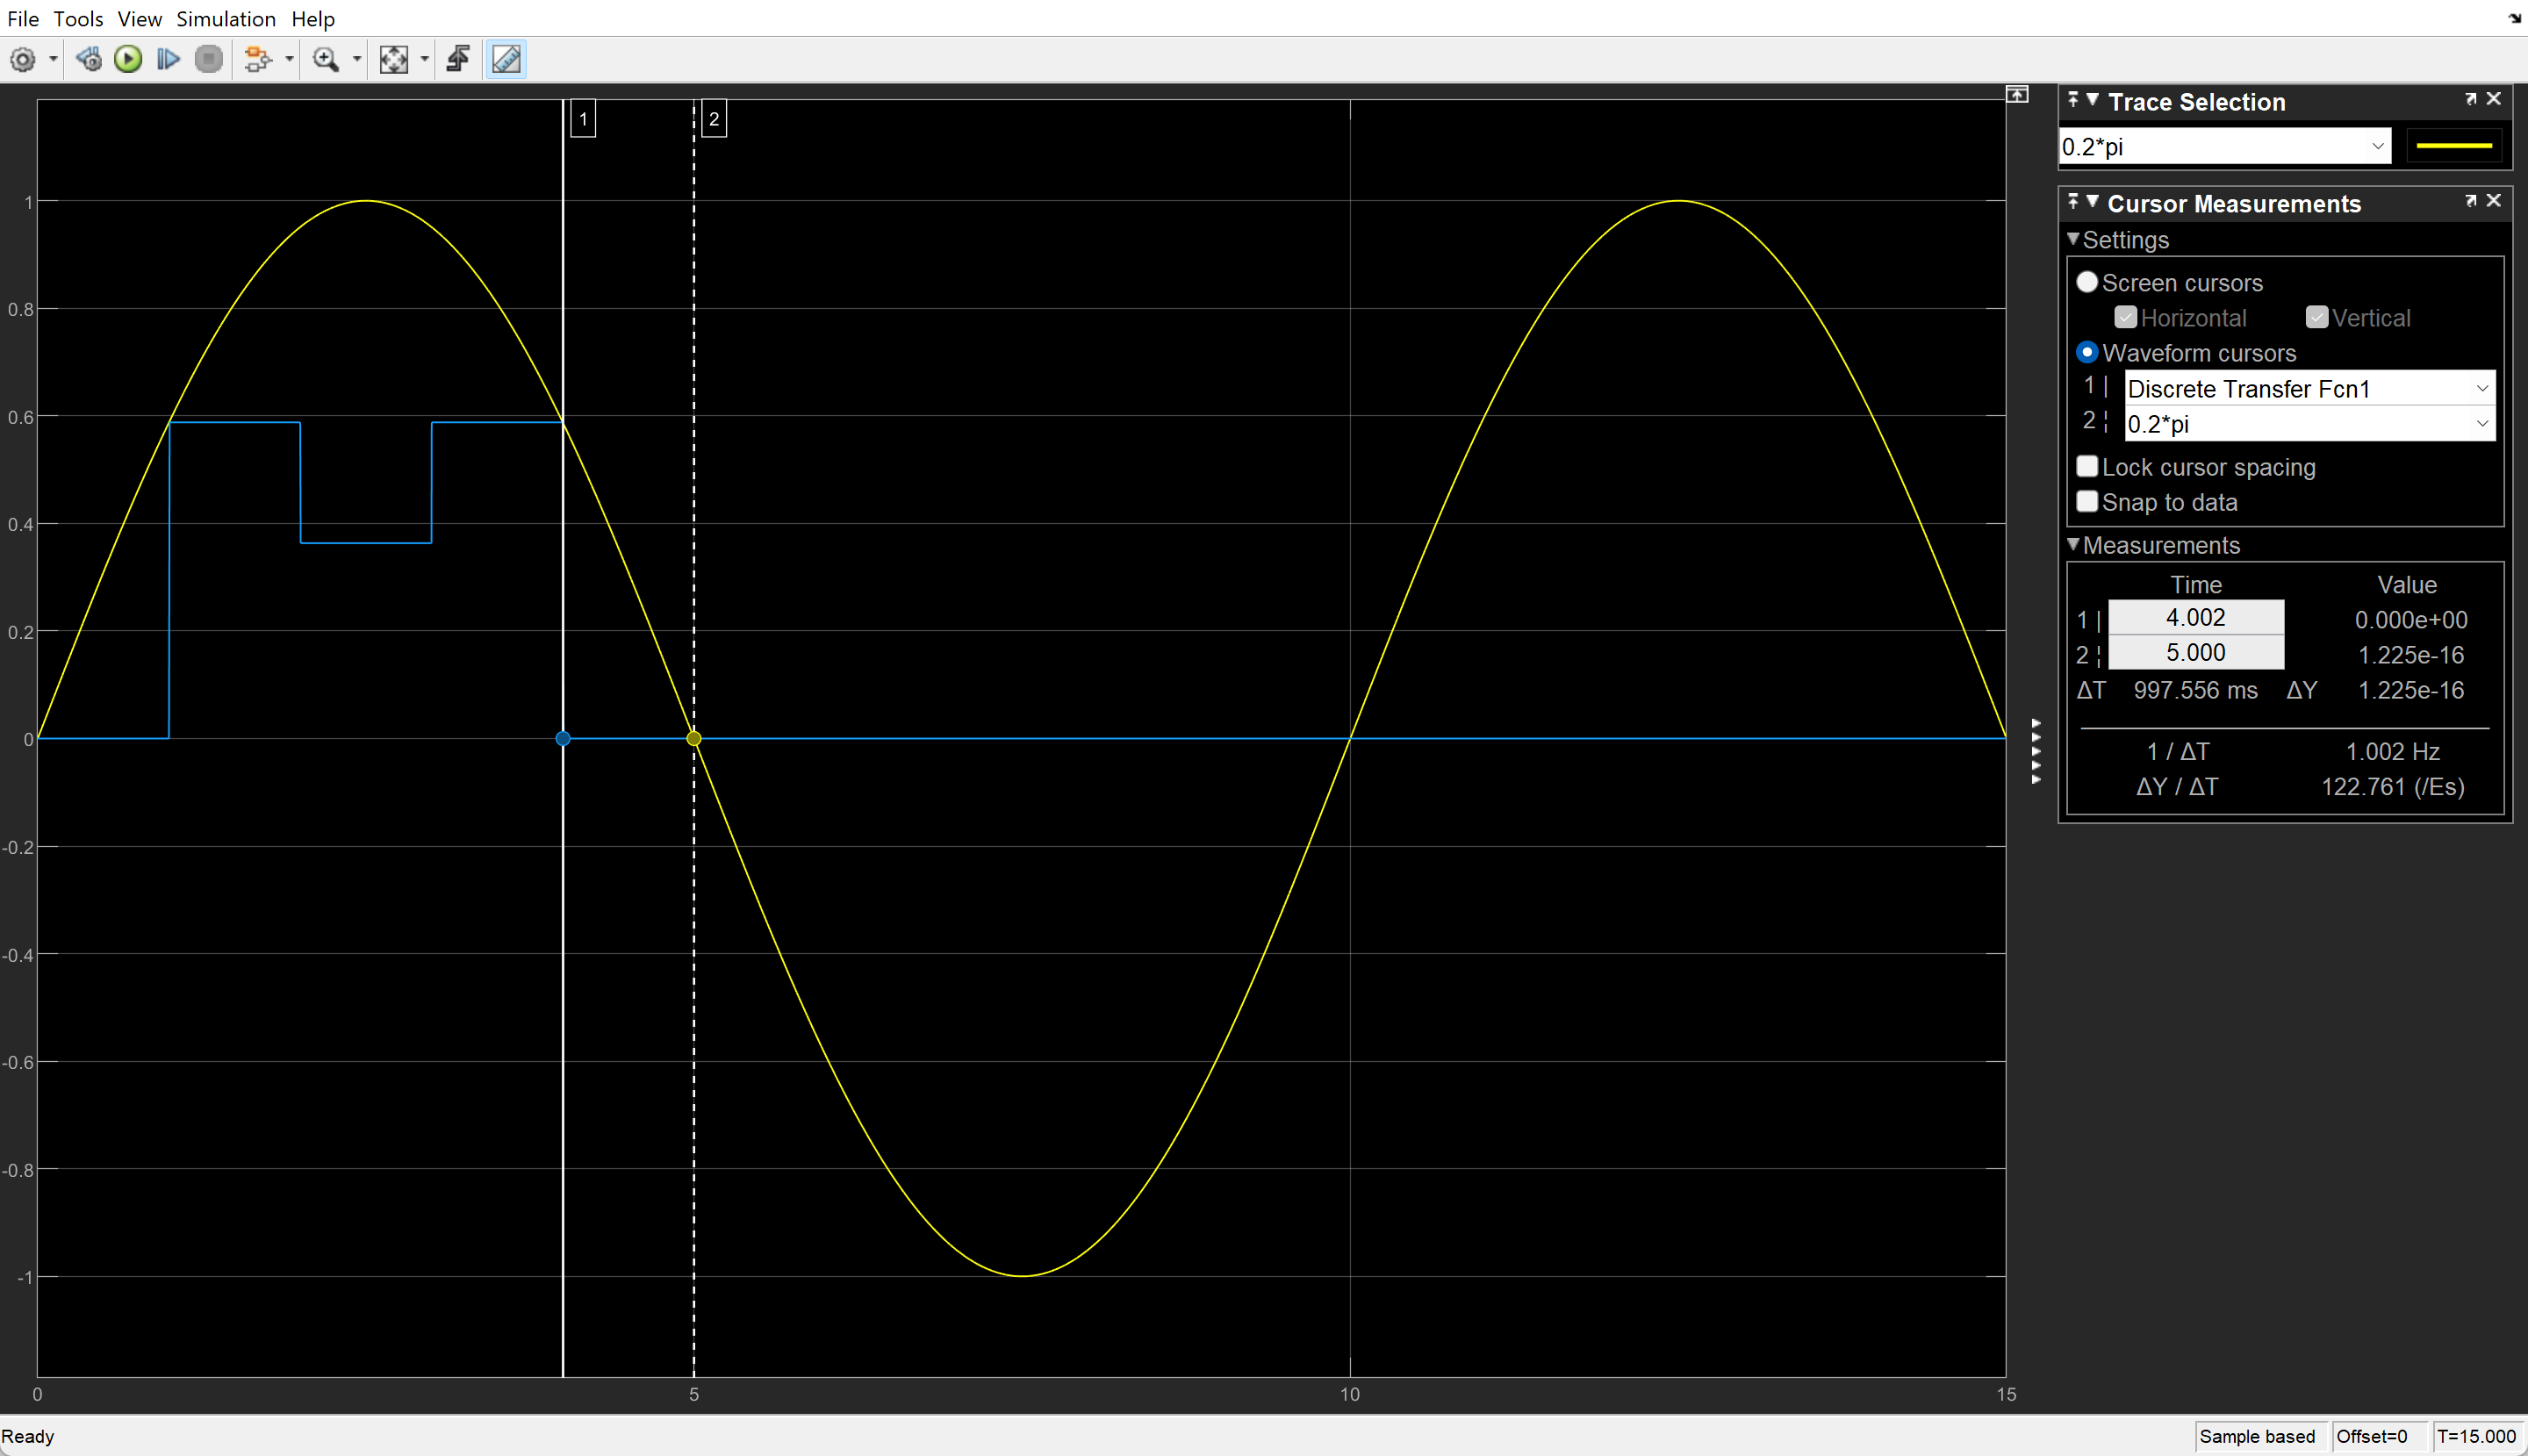 File Tools View Simulation Help
1
2
1
0.8
0.6
0.4
0.2
0
-0.2
-0.4
-0.6
-0.8
-1
0
5
10
15
Trace Selection
0.2*pi
Cursor Measurements
Settings
Screen cursors
Horizontal Vertical
Waveform cursors
1 | Discrete Transfer Fcn1
2 ¦ 0.2*pi
Lock cursor spacing
Snap to data
Measurements
Time Value
1 | 4.002 0.000e+00
2 ¦ 5.000 1.225e-16
ΔT 997.556 ms ΔY 1.225e-16
1 / ΔT 1.002 Hz
ΔY / ΔT 122.761 (/Es)
Ready
Sample based Offset=0 T=15.000